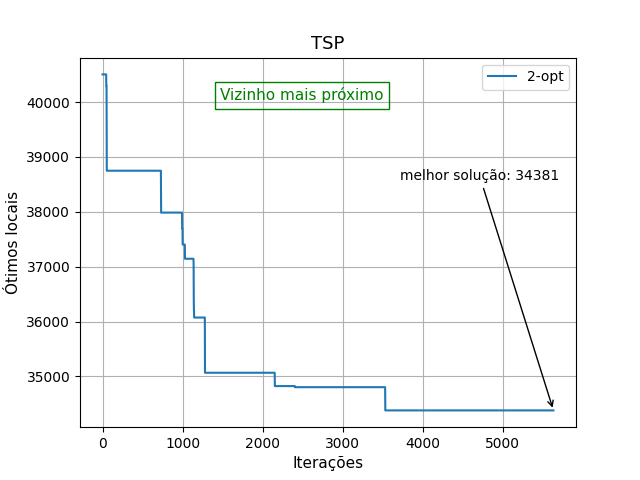 TSP
2-opt
Vizinho mais próximo
melhor solução: 34381
Ótimos locais
40000
39000
38000
37000
36000
35000
0 1000 2000 3000 4000 5000
Iterações